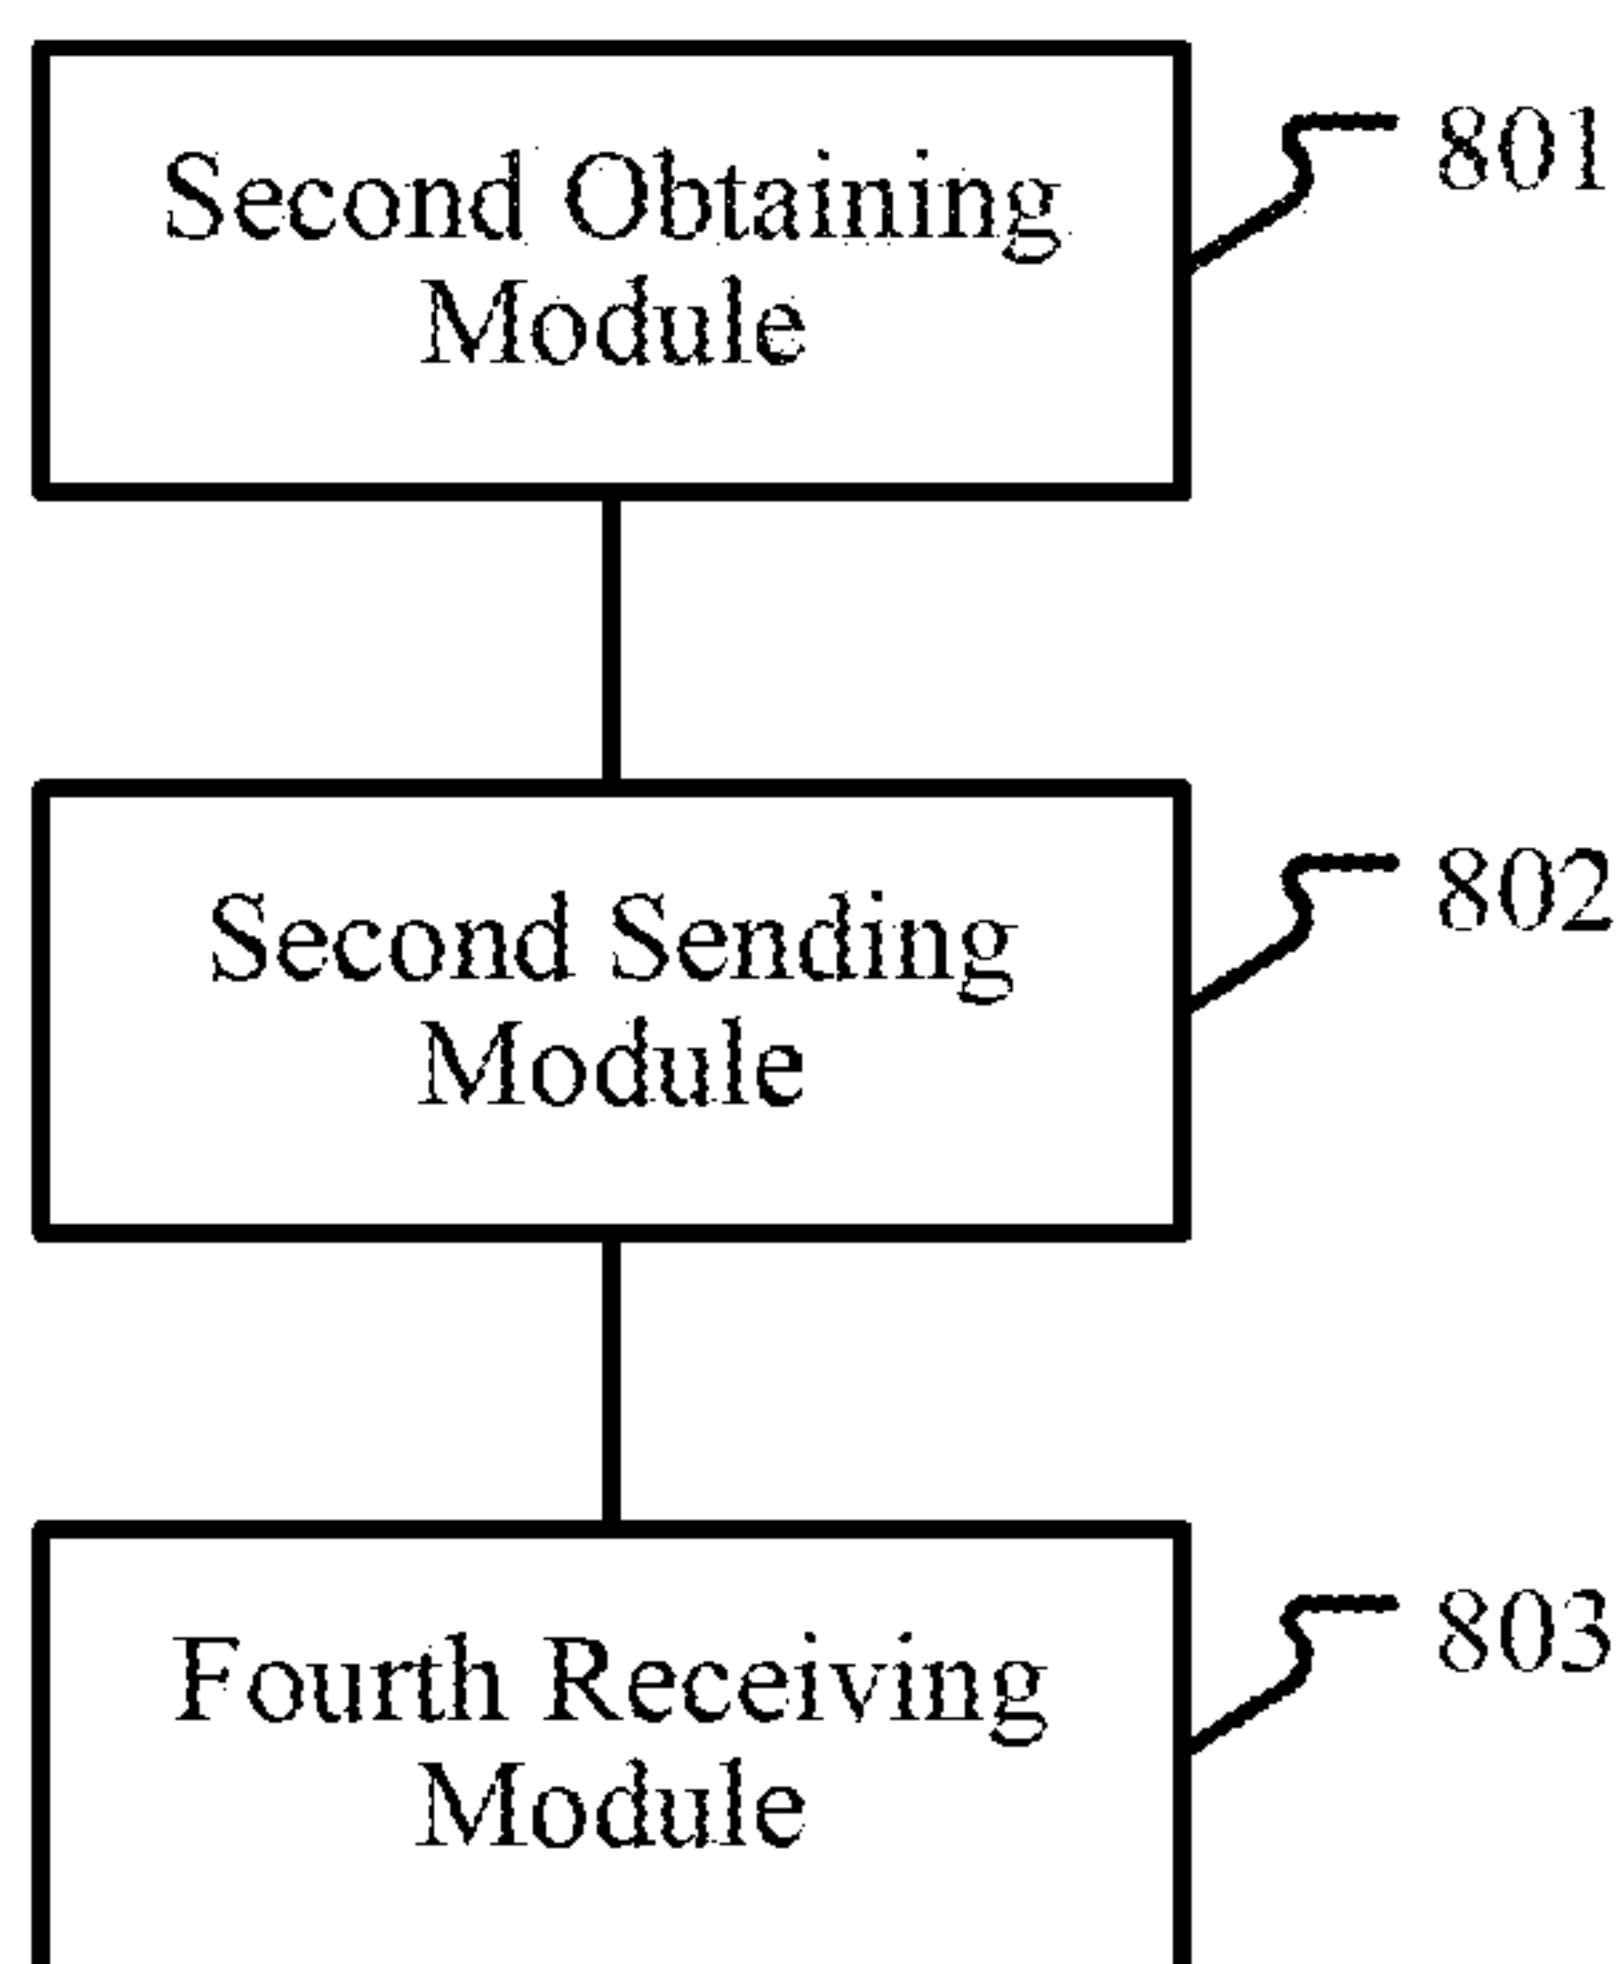 Second Obtaining
Module
801
Second Sending
Module
802
Fourth Receiving
Module
803